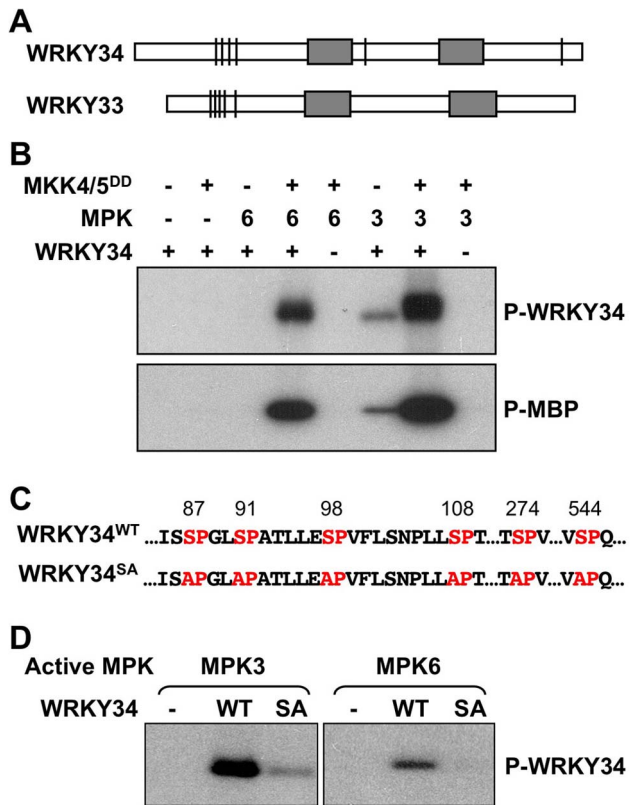 A
WRKY34
WRKY33
B
MKK4/5DD - + - + + - + +
MPK - - 6 6 6 3 3 3
WRKY34 + + + + - + + -
P-WRKY34
P-MBP
C
87 91 98 108 274 544
WRKY34WT ...ISSPGLSPATLLESPVFLSNPLLSPT...TSPV...VSPQ...
WRKY34SA ...ISAPGLAPATLLEAPVFLSNPLLAPT...TAPV...VAPQ...
D
Active MPK MPK3 MPK6
WRKY34 - WT SA - WT SA
P-WRKY34